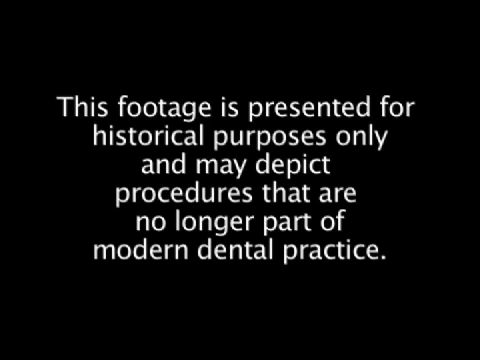 This footage is presented for
historical purposes only
and may depict
procedures that are
no longer part of
modern dental practice.